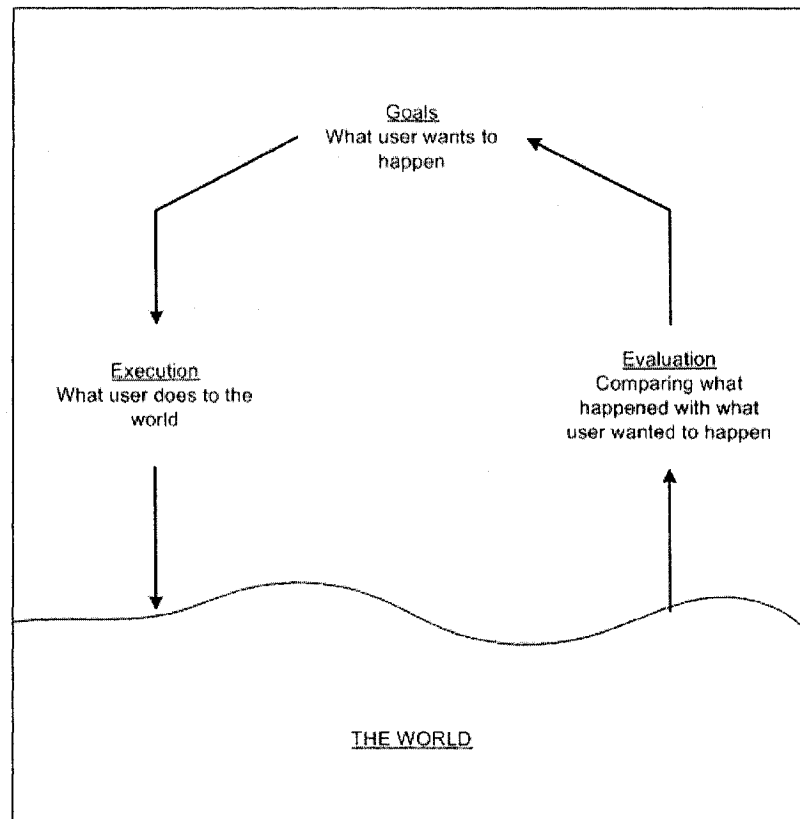 Goals
What user wants to
happen
Execution
What user does to the
world
Evaluation
Comparing what
happened with what
user wanted to happen
THE WORLD